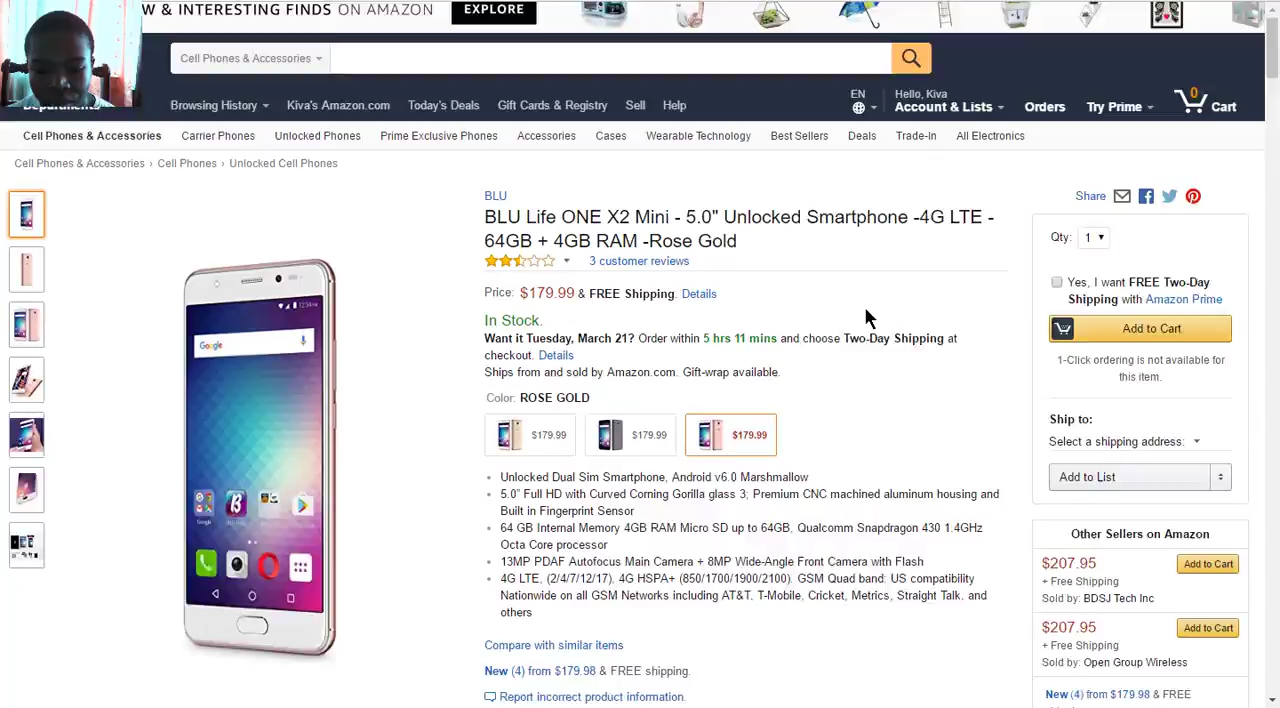 W & INTERESTING FINDS ON AMAZON EXPLORE
Cell Phones & Accessories
Departments
Browsing History Kiva's Amazon.com Today's Deals Gift Cards & Registry Sell Help
EN
Hello, Kiva
Account & Lists Orders Try Prime 0 Cart
Cell Phones & Accessories Carrier Phones Unlocked Phones Prime Exclusive Phones Accessories Cases Wearable Technology Best Sellers Deals Trade-In All Electronics
Cell Phones & Accessories › Cell Phones › Unlocked Cell Phones
BLU
BLU Life ONE X2 Mini - 5.0" Unlocked Smartphone -4G LTE -
64GB + 4GB RAM -Rose Gold
3 customer reviews
Price: $179.99 & FREE Shipping. Details
In Stock.
Want it Tuesday, March 21? Order within 5 hrs 11 mins and choose Two-Day Shipping at
checkout. Details
Ships from and sold by Amazon.com. Gift-wrap available.
Color: ROSE GOLD
$179.99 $179.99 $179.99
Unlocked Dual Sim Smartphone, Android v6.0 Marshmallow
5.0" Full HD with Curved Corning Gorilla glass 3; Premium CNC machined aluminum housing and
Built in Fingerprint Sensor
64 GB Internal Memory 4GB RAM Micro SD up to 64GB, Qualcomm Snapdragon 430 1.4GHz
Octa Core processor
13MP PDAF Autofocus Main Camera + 8MP Wide-Angle Front Camera with Flash
4G LTE, (2/4/7/12/17). 4G HSPA+ (850/1700/1900/2100). GSM Quad band: US compatibility
Nationwide on all GSM Networks including AT&T, T-Mobile, Cricket, Metrics, Straight Talk. and
others
Compare with similar items
New (4) from $179.98 & FREE shipping.
Report incorrect product information.
Google
Share
Qty: 1
Yes, I want FREE Two-Day
Shipping with Amazon Prime
Add to Cart
1-Click ordering is not available for
this item.
Ship to:
Select a shipping address:
Add to List
Other Sellers on Amazon
$207.95 Add to Cart
+ Free Shipping
Sold by: BDSJ Tech Inc
$207.95 Add to Cart
+ Free Shipping
Sold by: Open Group Wireless
New (4) from $179.98 & FREE